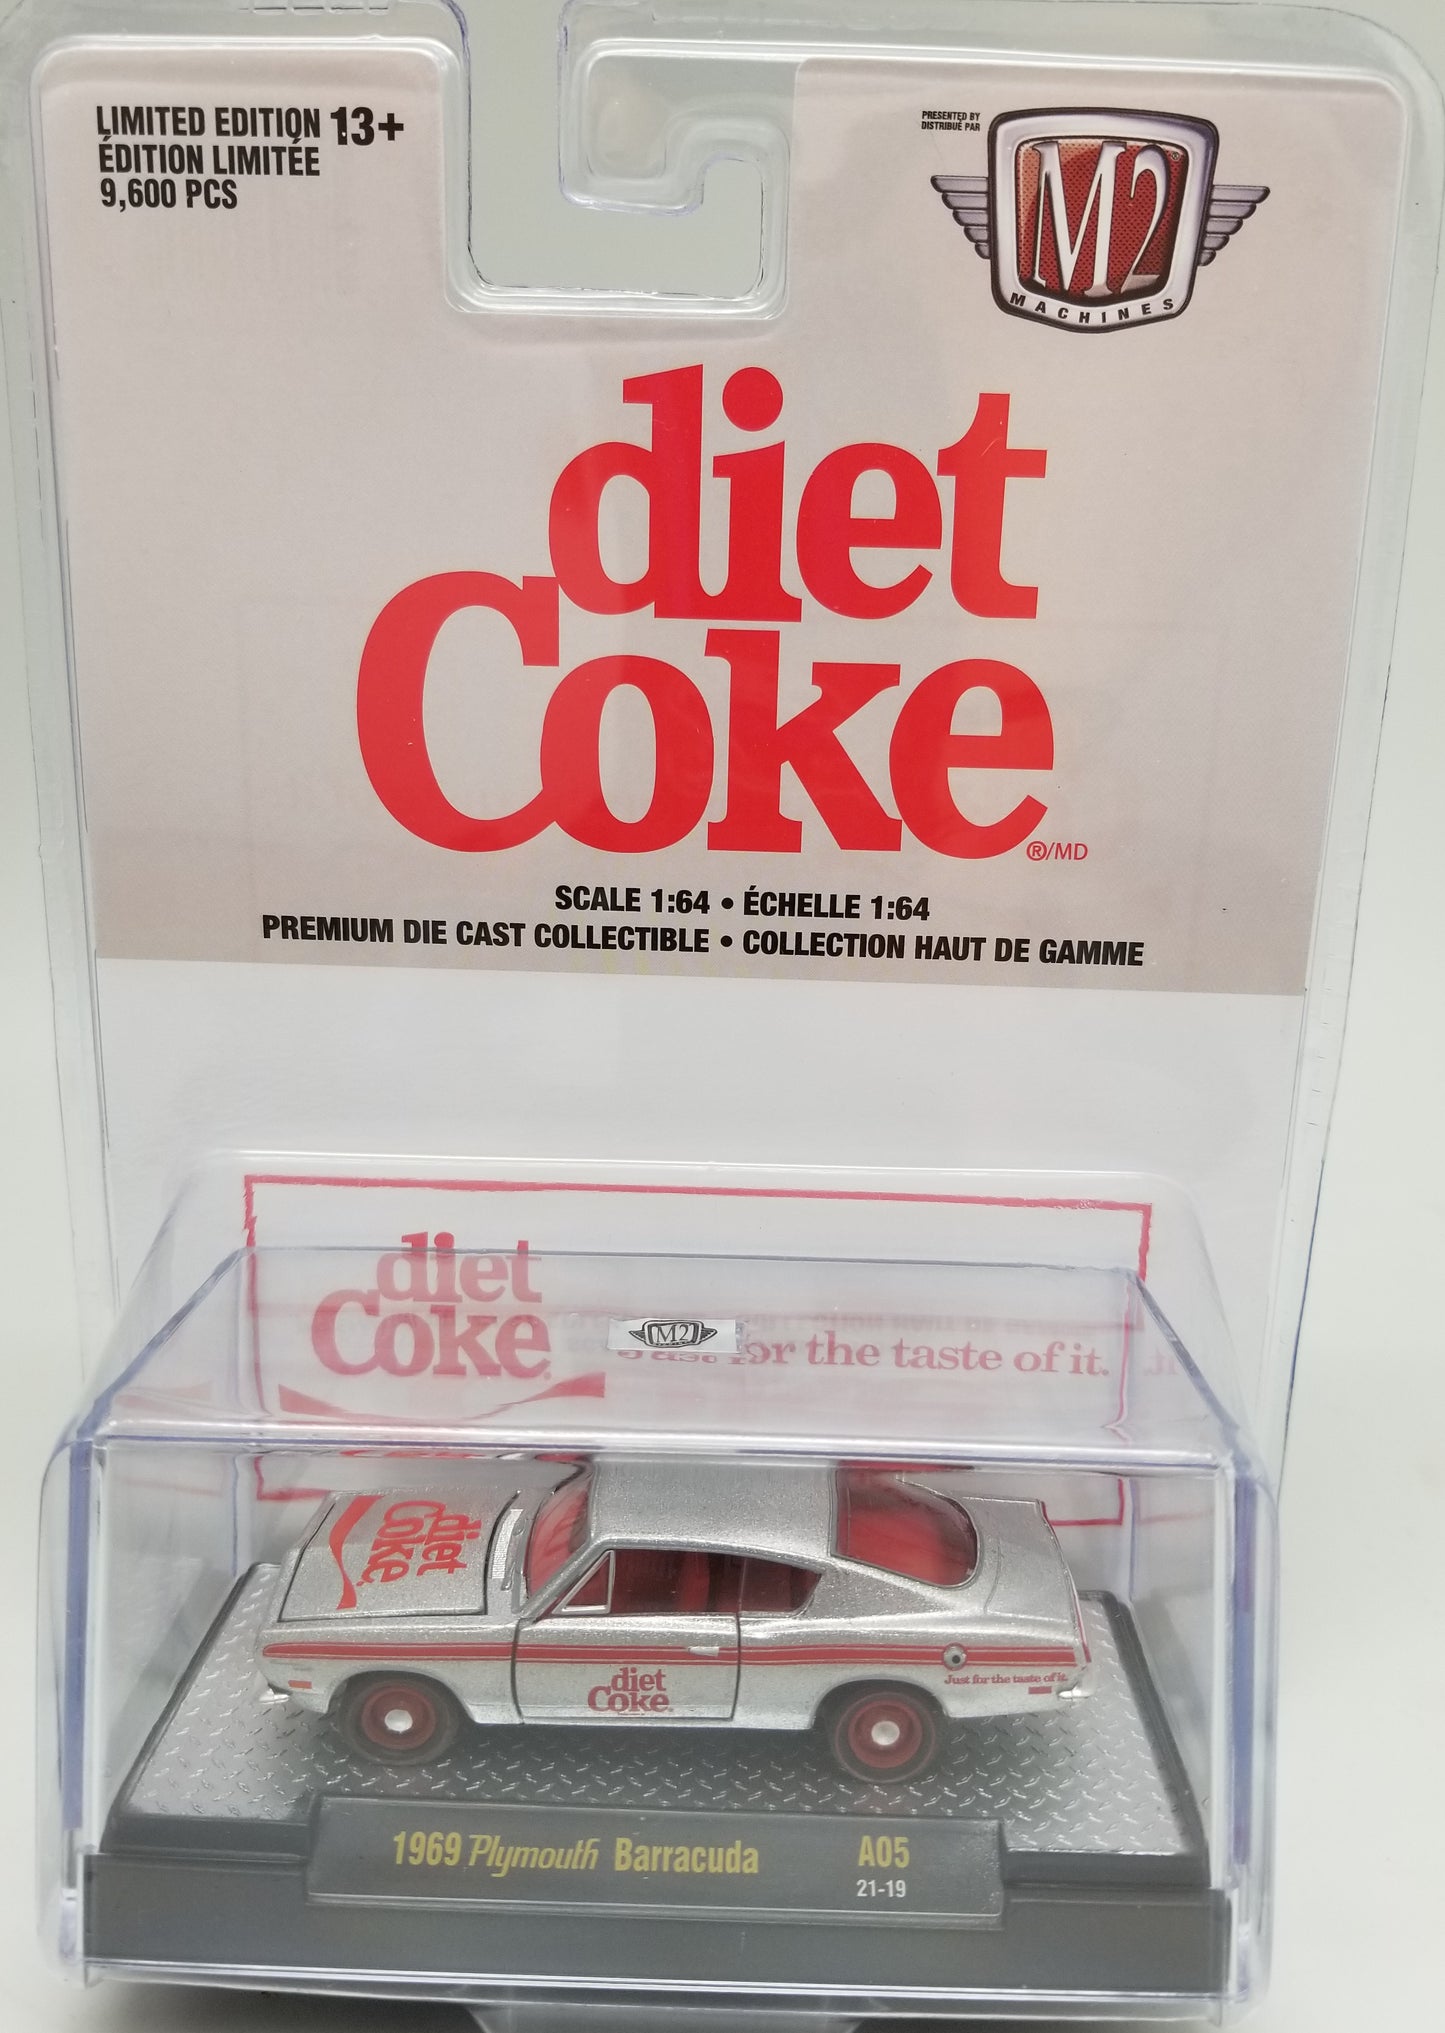 LIMITED EDITION 13+
ÉDITION LIMITÉE
9,600 PCS
PRESENTED BY
DISTRIBUÉ PAR
M2
MACHINES
diet
Coke
®/MD
SCALE 1:64 • ÉCHELLE 1:64
PREMIUM DIE CAST COLLECTIBLE • COLLECTION HAUT DE GAMME
diet
Coke
M2
for the taste of it.
diet
Coke
diet
Coke
Just for the taste of it.
1969 Plymouth Barracuda A05
21-19